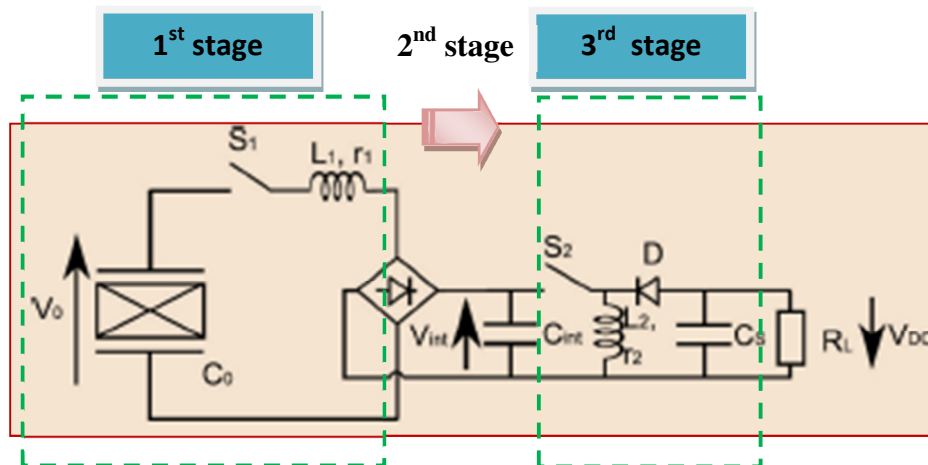 1st stage
2nd stage
3rd stage
S1
L1, r1
V0
C0
Vint
Cint
S2
L2,
r2
D
CS
RL
VDC